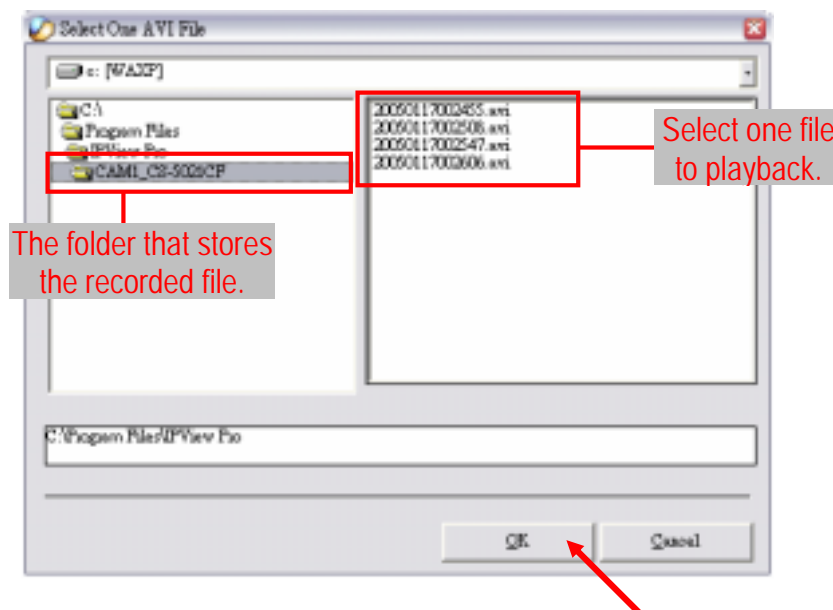 Select One AVI File
c: [WAXP]
C:\
Program Files
IPView Pro
CAM1_CS-5025CF
20050117002455.avi
20050117002508.avi
20050117002547.avi
20050117002606.avi
Select one file
to playback.
The folder that stores
the recorded file.
C:\Program Files\IPView Pro
OK
Cancel